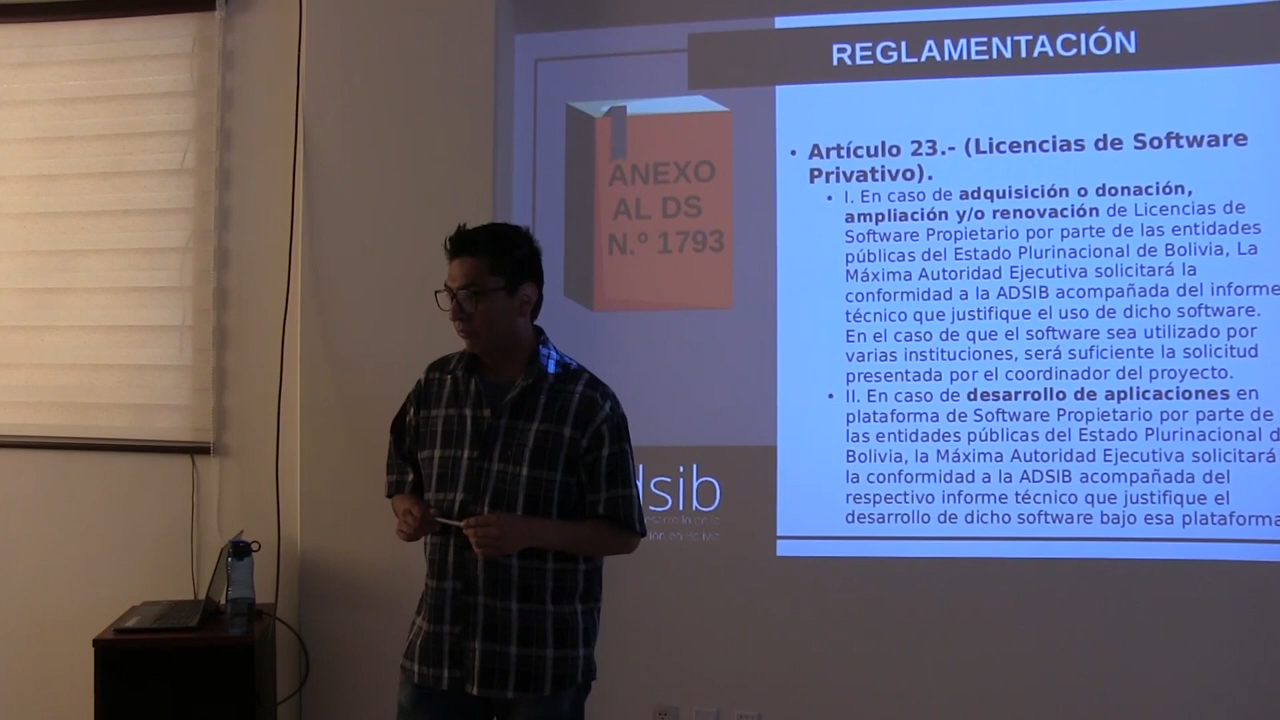 REGLAMENTACIÓN
ANEXO
AL DS
N.º 1793
• Artículo 23.- (Licencias de Software
Privativo).
• I. En caso de adquisición o donación,
ampliación y/o renovación de Licencias de
Software Propietario por parte de las entidades
públicas del Estado Plurinacional de Bolivia, La
Máxima Autoridad Ejecutiva solicitará la
conformidad a la ADSIB acompañada del informe
técnico que justifique el uso de dicho software.
En el caso de que el software sea utilizado por
varias instituciones, será suficiente la solicitud
presentada por el coordinador del proyecto.
• II. En caso de desarrollo de aplicaciones en
plataforma de Software Propietario por parte de
las entidades públicas del Estado Plurinacional d
Bolivia, la Máxima Autoridad Ejecutiva solicitará
la conformidad a la ADSIB acompañada del
respectivo informe técnico que justifique el
desarrollo de dicho software bajo esa plataforma
dsib